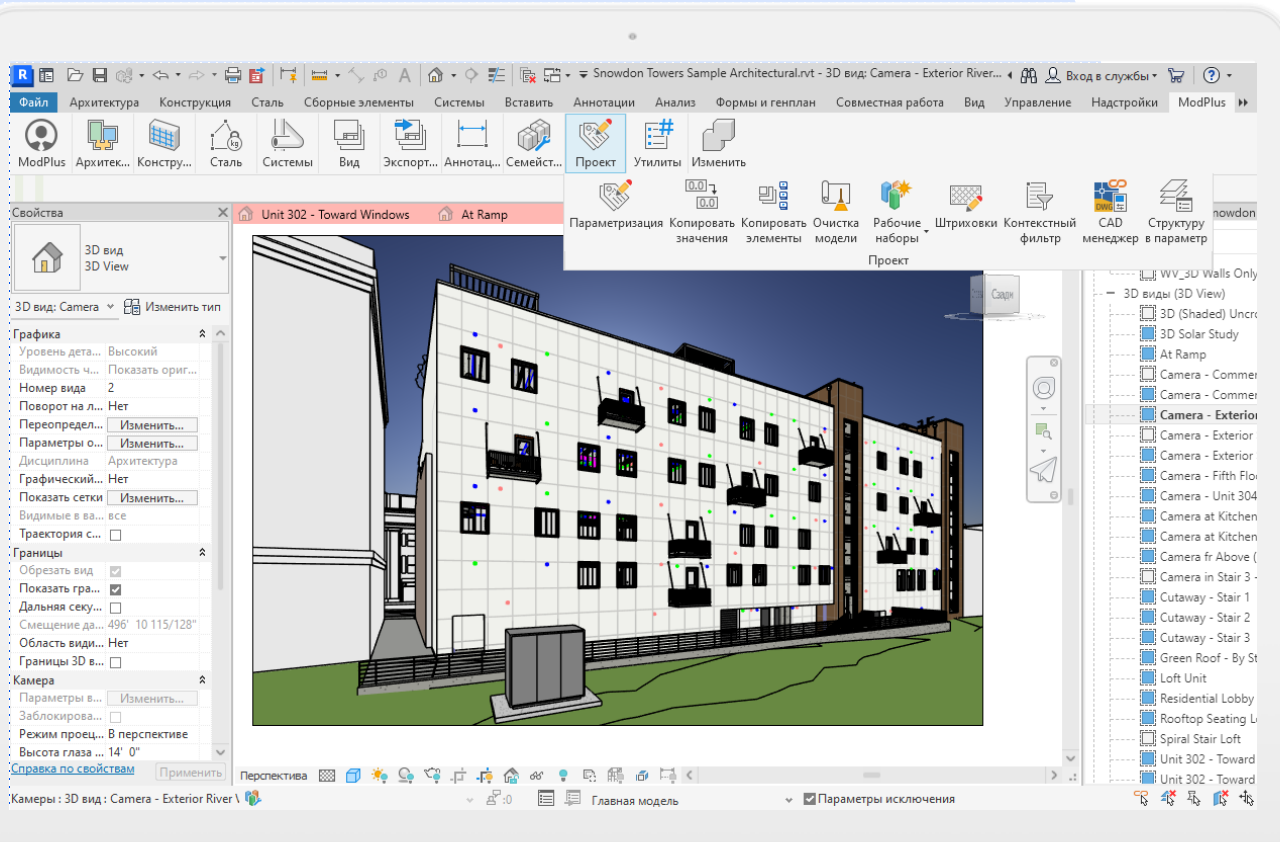 Snowdon Towers Sample Architectural.rvt - 3D вид: Camera - Exterior River...
Вход в службы
Файл Архитектура Конструкция Сталь Сборные элементы Системы Вставить Аннотации Анализ Формы и генплан Совместная работа Вид Управление Надстройки ModPlus
ModPlus Архитек... Констру... Сталь Системы Вид Экспорт... Аннотац... Семейст... Проект Утилиты Изменить
Параметризация Копировать значения Копировать элементы Очистка модели Рабочие наборы Штриховки Контекстный фильтр CAD менеджер Структуру в параметр
Проект
Свойства
Unit 302 - Toward Windows
At Ramp
nowdon
3D вид
3D View
3D вид: Camera
Изменить тип
Графика
Уровень дета... Высокий
Видимость ч... Показать ориг...
Номер вида 2
Поворот на л... Нет
Переопредел... Изменить...
Параметры о... Изменить...
Дисциплина Архитектура
Графический... Нет
Показать сетки Изменить...
Видимые в ва... все
Траектория с...
Границы
Обрезать вид
Показать гра...
Дальняя секу...
Смещение да... 496' 10 115/128"
Область види... Нет
Границы 3D в...
Камера
Параметры в... Изменить...
Заблокирова...
Режим проец... В перспективе
Высота глаза ... 14' 0"
Справка по свойствам
Применить
Сзади
WV_3D Walls Only
3D виды (3D View)
3D (Shaded) Uncro
3D Solar Study
At Ramp
Camera - Commer
Camera - Commer
Camera - Exterior
Camera - Exterior
Camera - Exterior
Camera - Fifth Flo
Camera - Unit 304
Camera at Kitchen
Camera at Kitchen
Camera fr Above (
Camera in Stair 3 -
Cutaway - Stair 1
Cutaway - Stair 2
Cutaway - Stair 3
Green Roof - By St
Loft Unit
Residential Lobby
Rooftop Seating L
Spiral Stair Loft
Unit 302 - Toward
Unit 302 - Toward
Перспектива
Камеры : 3D вид : Camera - Exterior River \
:0
Главная модель
Параметры исключения